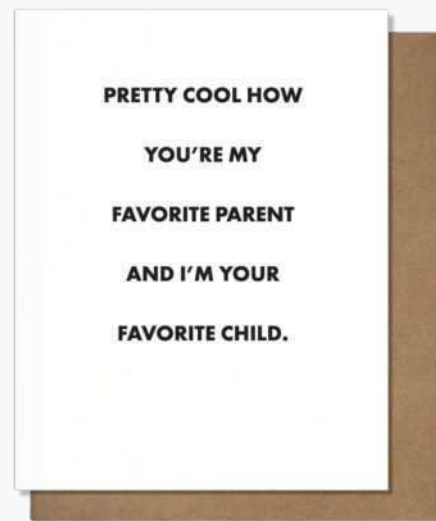 PRETTY COOL HOW
YOU'RE MY
FAVORITE PARENT
AND I'M YOUR
FAVORITE CHILD.